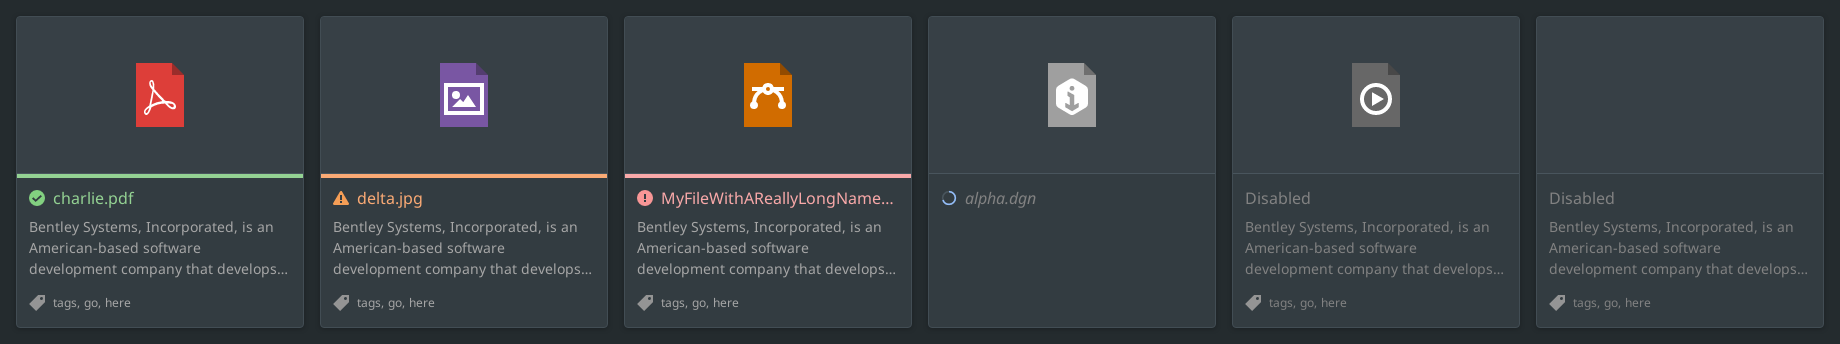 charlie.pdf
Bentley Systems, Incorporated, is an
American-based software
development company that develops...
tags, go, here
delta.jpg
Bentley Systems, Incorporated, is an
American-based software
development company that develops...
tags, go, here
MyFileWithAReallyLongName...
Bentley Systems, Incorporated, is an
American-based software
development company that develops...
tags, go, here
alpha.dgn
Disabled
Bentley Systems, Incorporated, is an
American-based software
development company that develops...
tags, go, here
Disabled
Bentley Systems, Incorporated, is an
American-based software
development company that develops...
tags, go, here